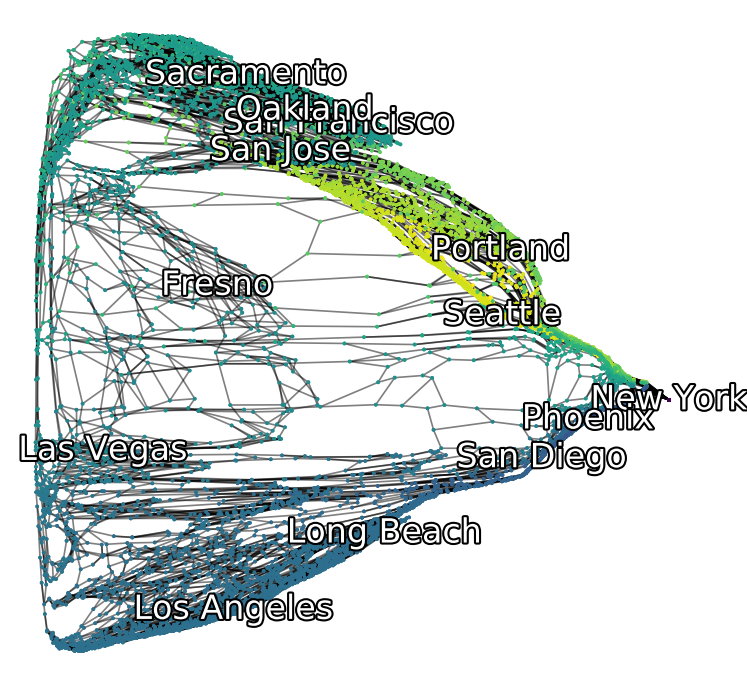 Sacramento
Oakland
San Francisco
San Jose
Portland
Fresno
Seattle
New York
Phoenix
Las Vegas
San Diego
Long Beach
Los Angeles